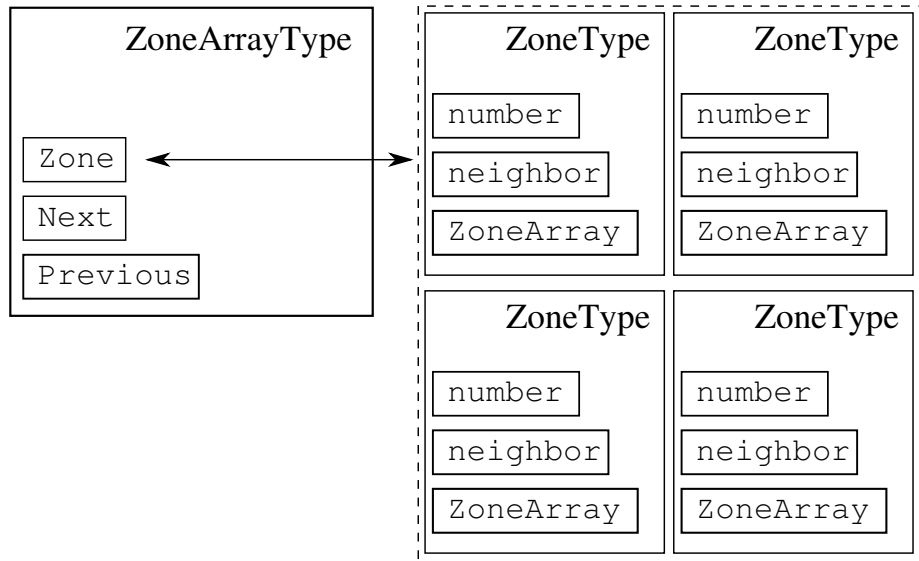 ZoneArrayType
Zone
Next
Previous
ZoneType
number
neighbor
ZoneArray
ZoneType
number
neighbor
ZoneArray
ZoneType
number
neighbor
ZoneArray
ZoneType
number
neighbor
ZoneArray